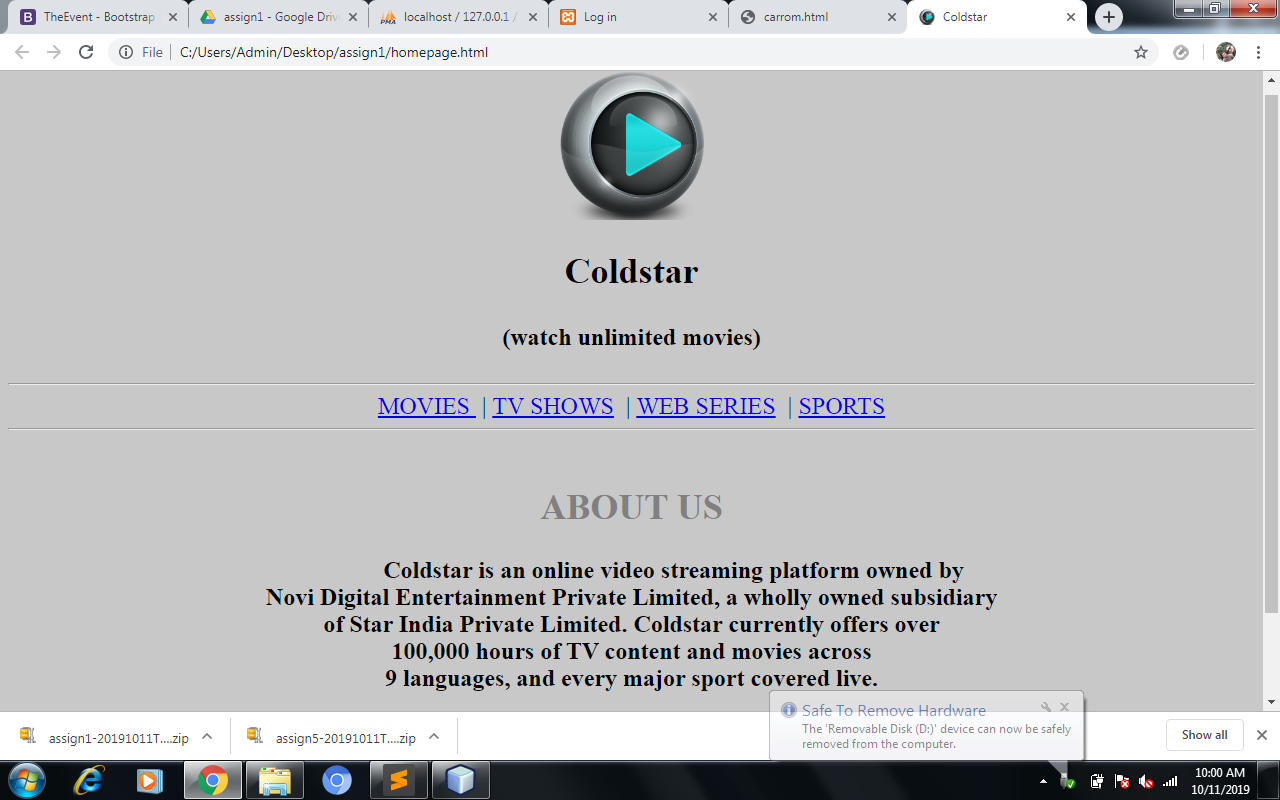 TheEvent - Bootstrap
assign1 - Google Driv
localhost / 127.0.0.1 /
Log in
carrom.html
Coldstar
File
C:/Users/Admin/Desktop/assign1/homepage.html
Coldstar
(watch unlimited movies)
MOVIES | TV SHOWS | WEB SERIES | SPORTS
ABOUT US
Coldstar is an online video streaming platform owned by
Novi Digital Entertainment Private Limited, a wholly owned subsidiary
of Star India Private Limited. Coldstar currently offers over
100,000 hours of TV content and movies across
9 languages, and every major sport covered live.
Safe To Remove Hardware
The 'Removable Disk (D:)' device can now be safely
removed from the computer.
assign1-20191011T....zip
assign5-20191011T....zip
Show all
10:00 AM
10/11/2019